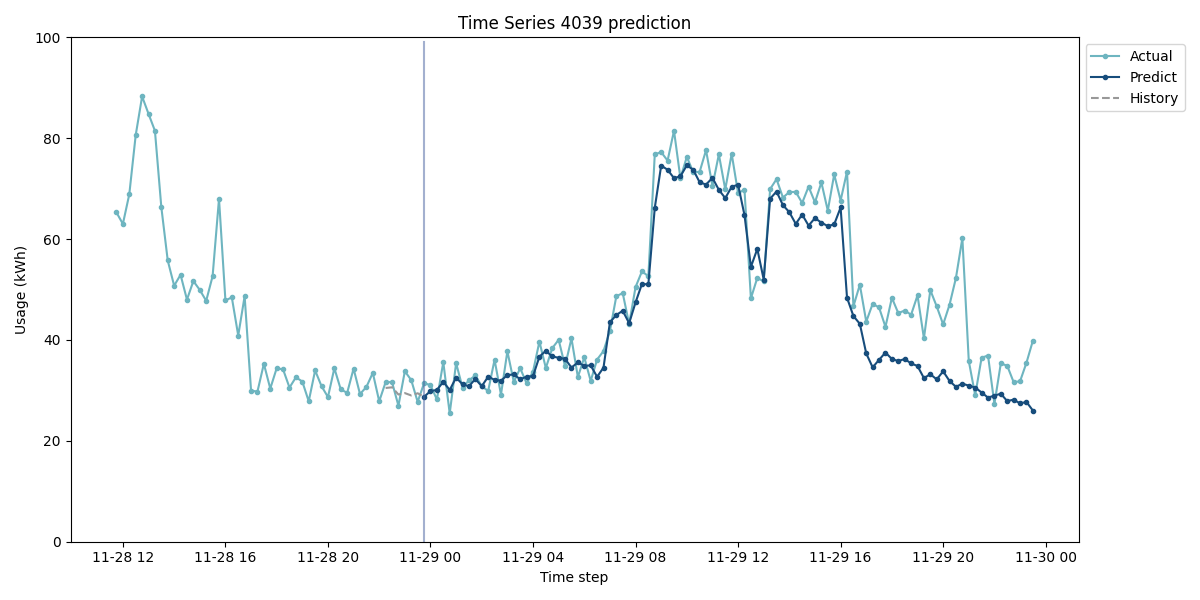 Time Series 4039 prediction
Actual
Predict
History
Usage (kWh)
100
80
60
40
20
0
11-28 12
11-28 16
11-28 20
11-29 00
11-29 04
11-29 08
11-29 12
11-29 16
11-29 20
11-30 00
Time step